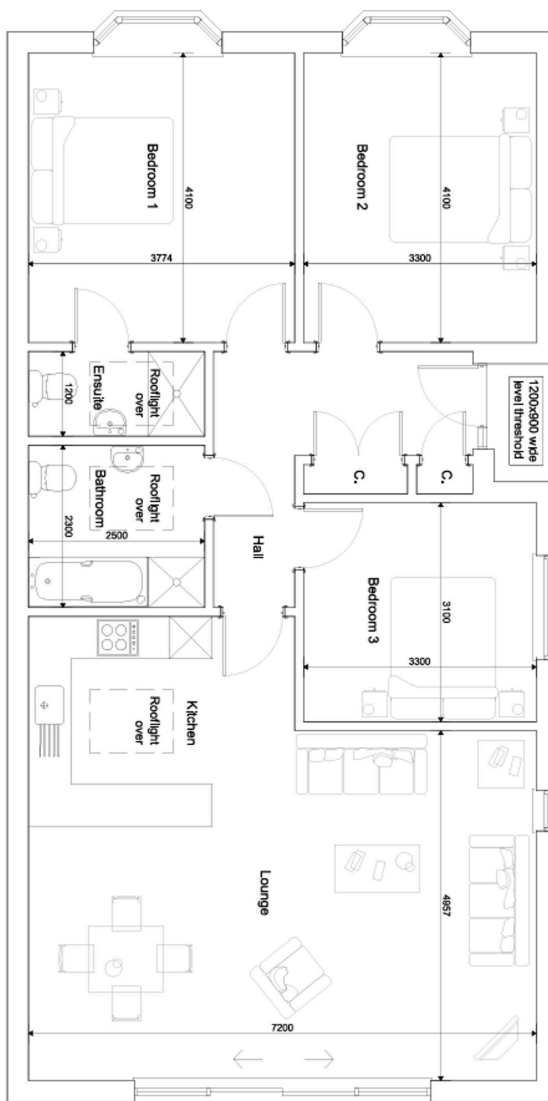 Bedroom 1
4100
3774
Bedroom 2
4100
3300
1200x900 wide
level threshold
Rooflight
over
Ensuite
1200
C.
C.
Rooflight
over
Bathroom
2300
2500
Hall
Bedroom 3
3100
3300
Kitchen
Rooflight
over
Lounge
4957
7200